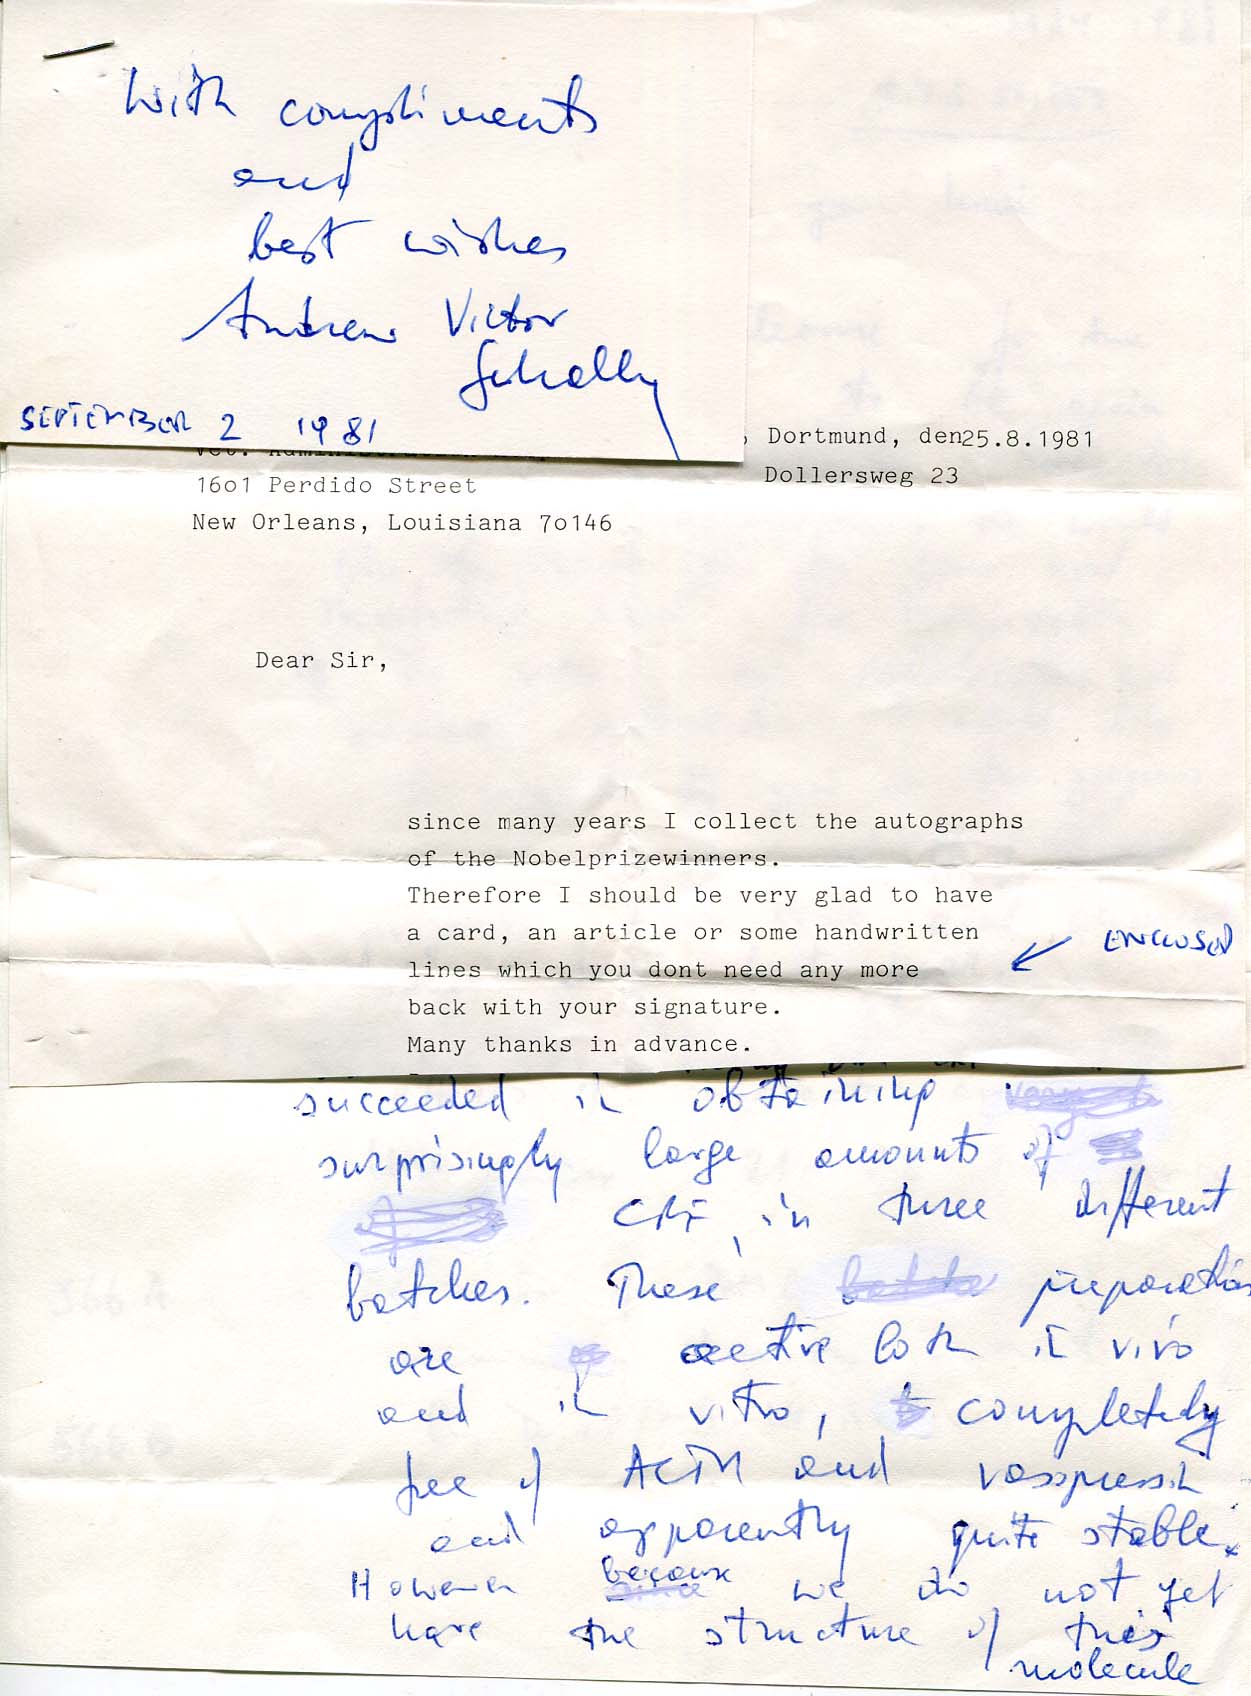 With compliments
and
best wishes
Andrew Victor
Schally
SEPTEMBER 2 1981
Dortmund, den25.8.1981
Dollersweg 23
1601 Perdido Street
New Orleans, Louisiana 70146
Dear Sir,
since many years I collect the autographs
of the Nobelprizewinners.
Therefore I should be very glad to have
a card, an article or some handwritten
lines which you dont need any more
back with your signature.
Many thanks in advance.
ENCLOSED
succeeded in obtaining
surprisingly large amounts of
CRF, in three different
batches. These preparations
are active both in vivo
and in vitro, completely
free of ACTH and vasopressin
and apparently quite stable.
However because we do not yet
have the structure of this
molecule